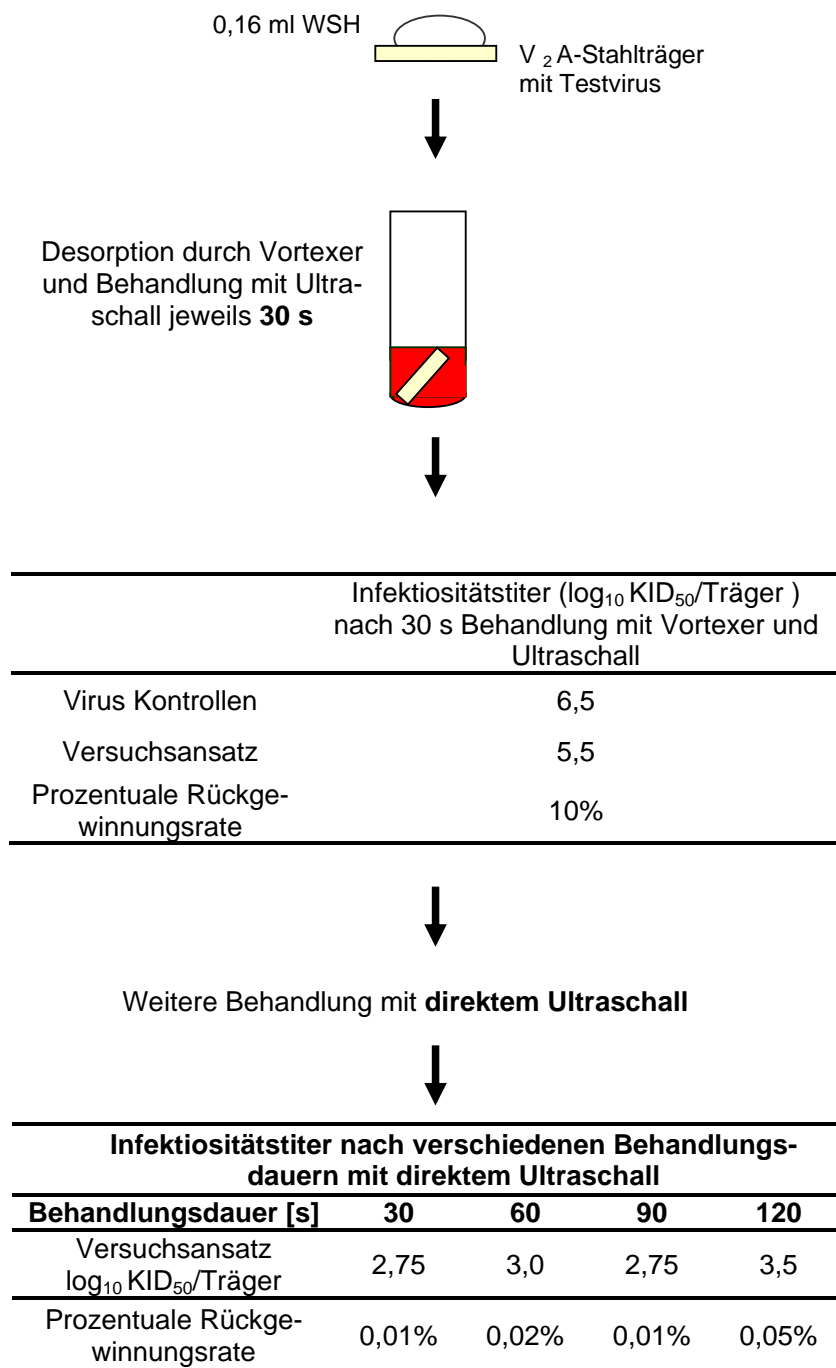 0,16 ml WSH
V 2 A-Stahlträger
mit Testvirus
Desorption durch Vortexer
und Behandlung mit Ultra-
schall jeweils 30 s
Infektiositätstiter (log10 KID50/Träger )
nach 30 s Behandlung mit Vortexer und
Ultraschall
Virus Kontrollen 6,5
Versuchsansatz 5,5
Prozentuale Rückge-
winnungsrate 10%
Weitere Behandlung mit direktem Ultraschall
Infektiositätstiter nach verschiedenen Behandlungs-
dauern mit direktem Ultraschall
Behandlungsdauer [s] 30 60 90 120
Versuchsansatz
log10 KID50/Träger 2,75 3,0 2,75 3,5
Prozentuale Rückge-
winnungsrate 0,01% 0,02% 0,01% 0,05%